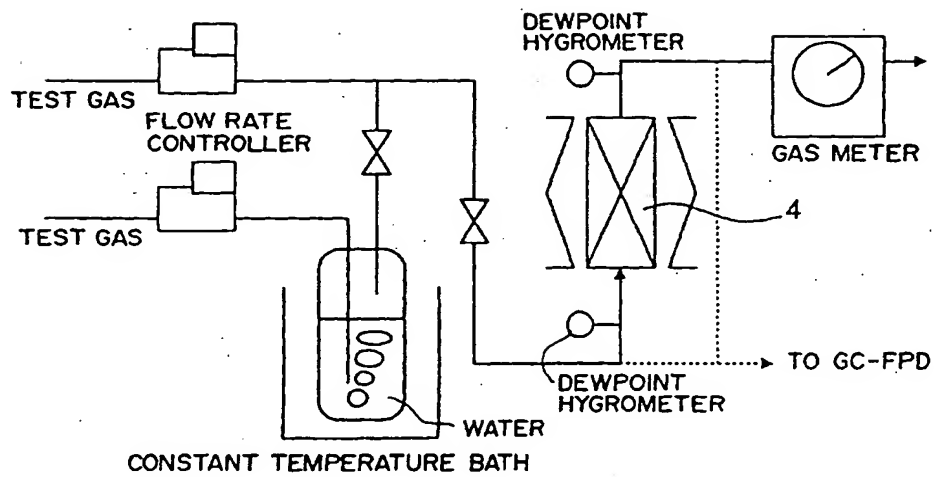 DEWPOINT
HYGROMETER
TEST GAS
FLOW RATE
CONTROLLER
GAS METER
4
TEST GAS
TO GC-FPD
DEWPOINT
HYGROMETER
WATER
CONSTANT TEMPERATURE BATH